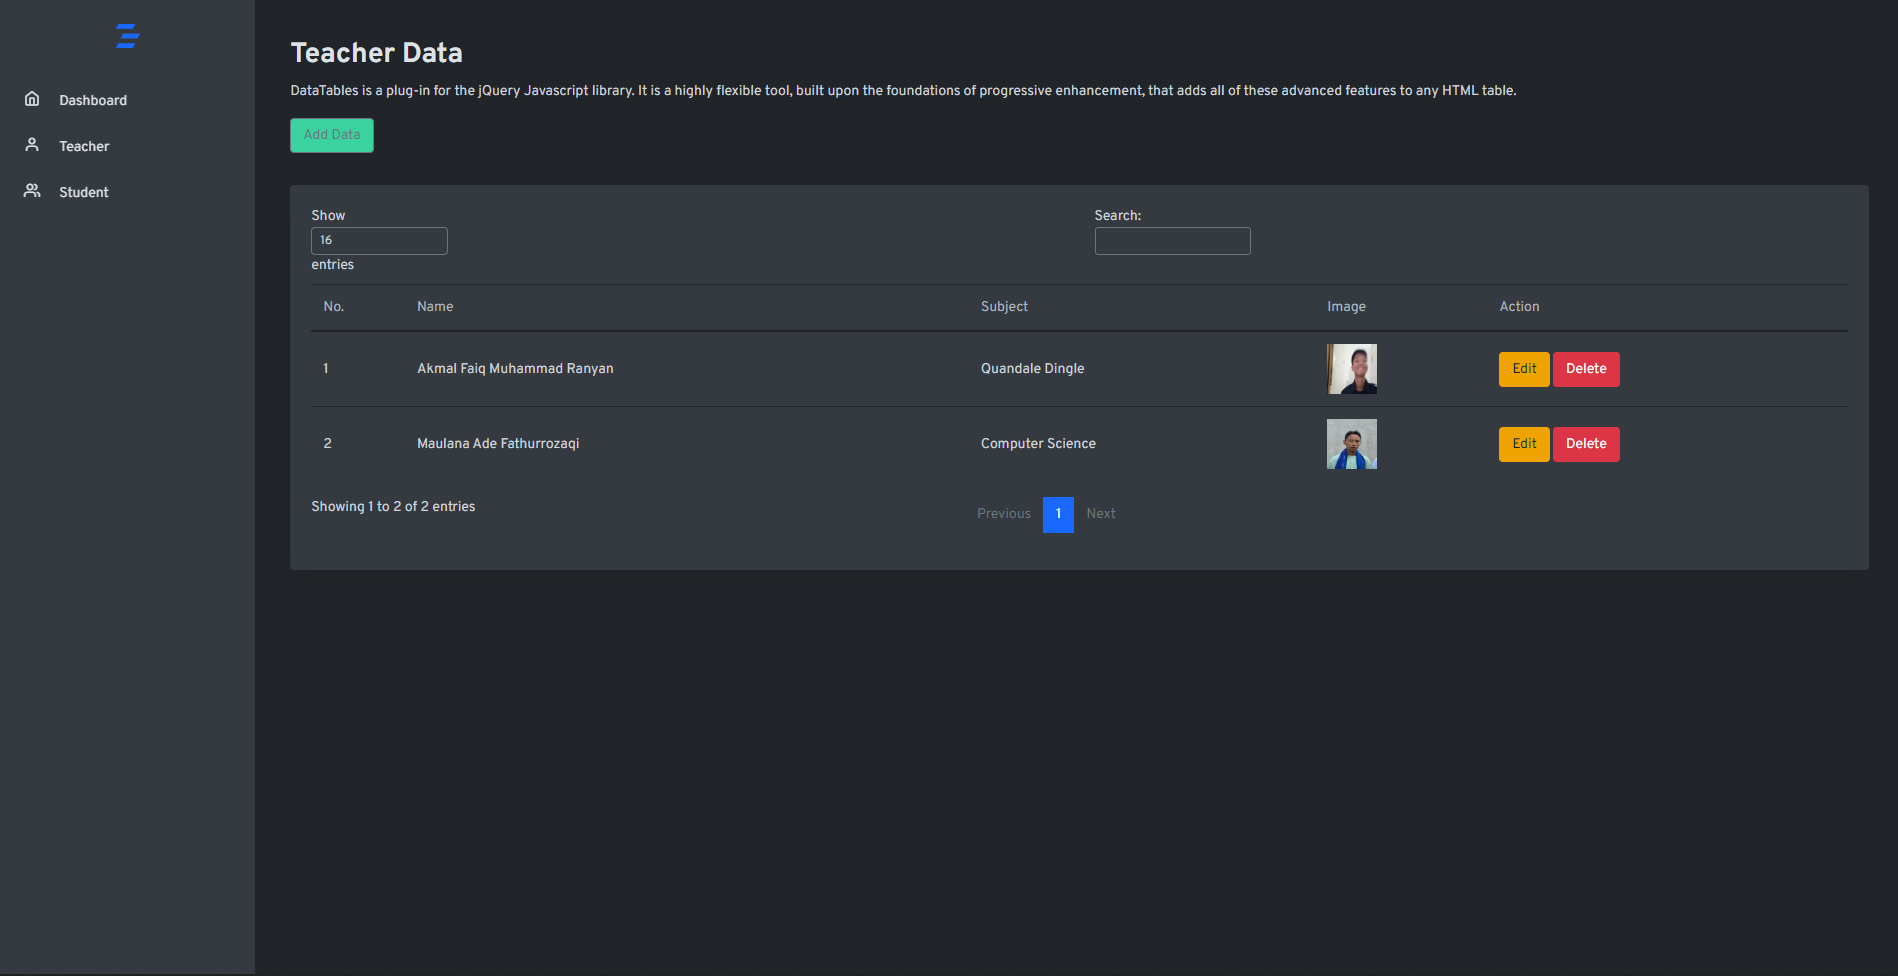 Dashboard
Teacher
Student
Teacher Data
DataTables is a plug-in for the jQuery Javascript library. It is a highly flexible tool, built upon the foundations of progressive enhancement, that adds all of these advanced features to any HTML table.
Add Data
Show
16
entries
Search:
No. Name Subject Image Action
1 Akmal Faiq Muhammad Ranyan Quandale Dingle Edit Delete
2 Maulana Ade Fathurrozaqi Computer Science Edit Delete
Showing 1 to 2 of 2 entries
Previous 1 Next